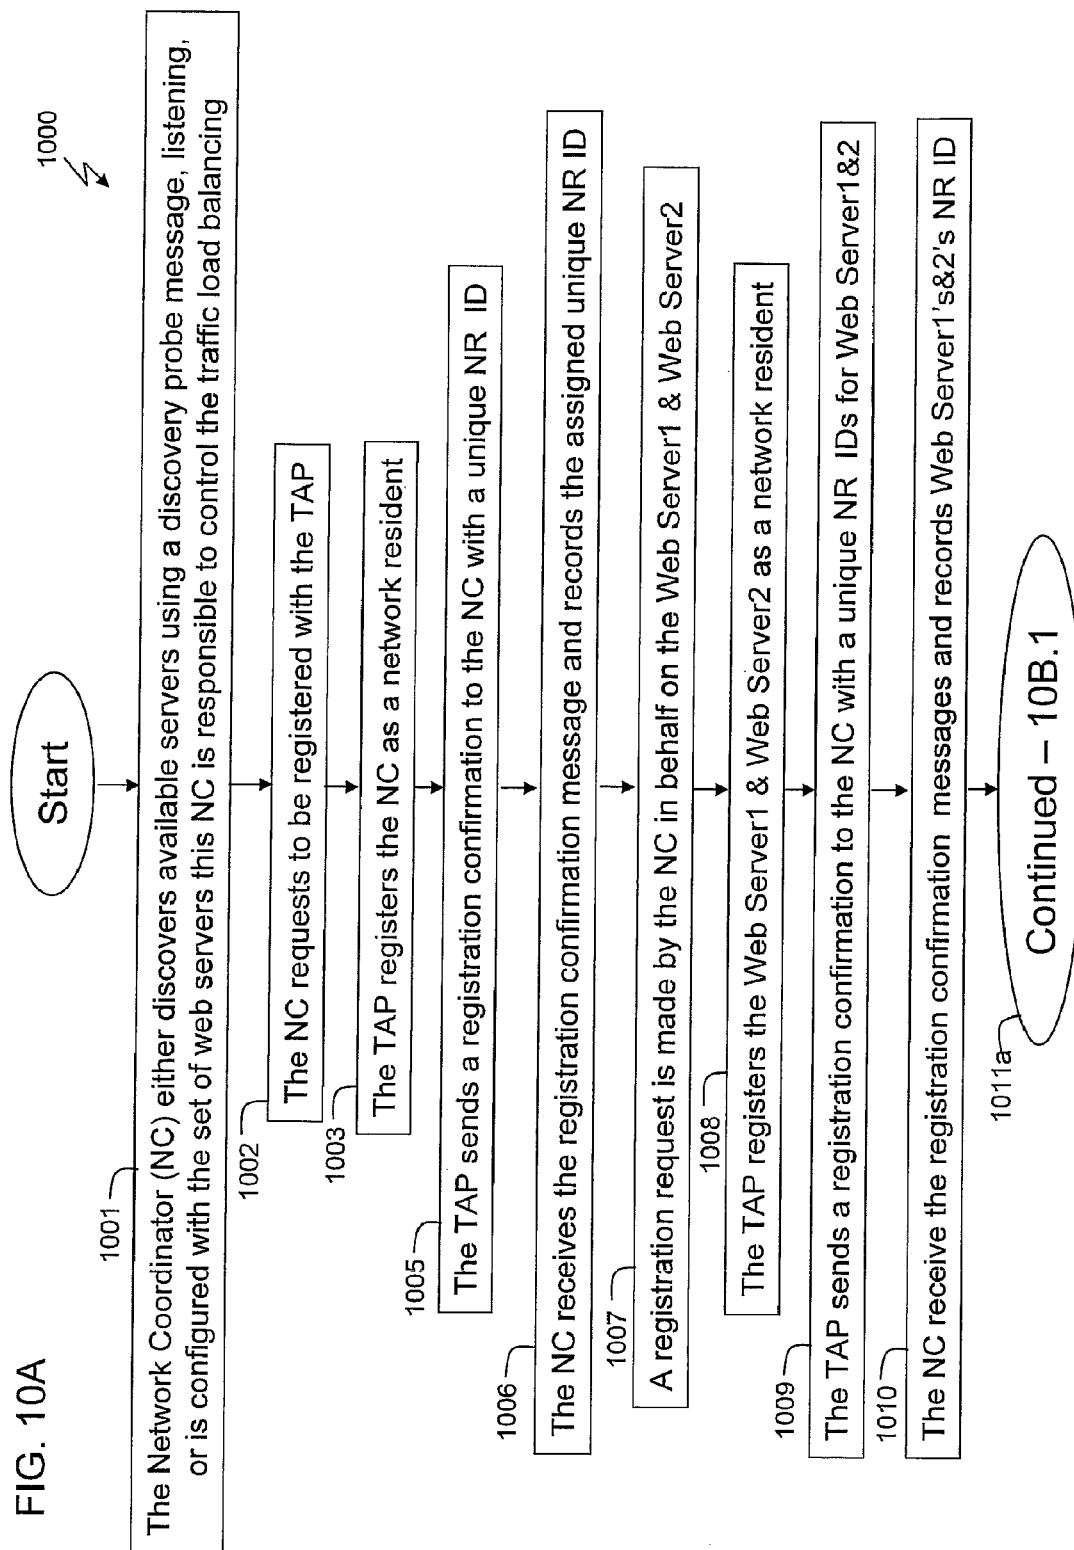 FIG. 10A
1000
Start
1001
The Network Coordinator (NC) either discovers available servers using a discovery probe message, listening,
or is configured with the set of web servers this NC is responsible to control the traffic load balancing
1002
The NC requests to be registered with the TAP
1003
The TAP registers the NC as a network resident
1005
The TAP sends a registration confirmation to the NC with a unique NR ID
1006
The NC receives the registration confirmation message and records the assigned unique NR ID
1007
A registration request is made by the NC in behalf on the Web Server1 & Web Server2
1008
The TAP registers the Web Server1 & Web Server2 as a network resident
1009
The TAP sends a registration confirmation to the NC with a unique NR IDs for Web Server1&2
1010
The NC receive the registration confirmation messages and records Web Server1's&2's NR ID
1011a
Continued – 10B.1